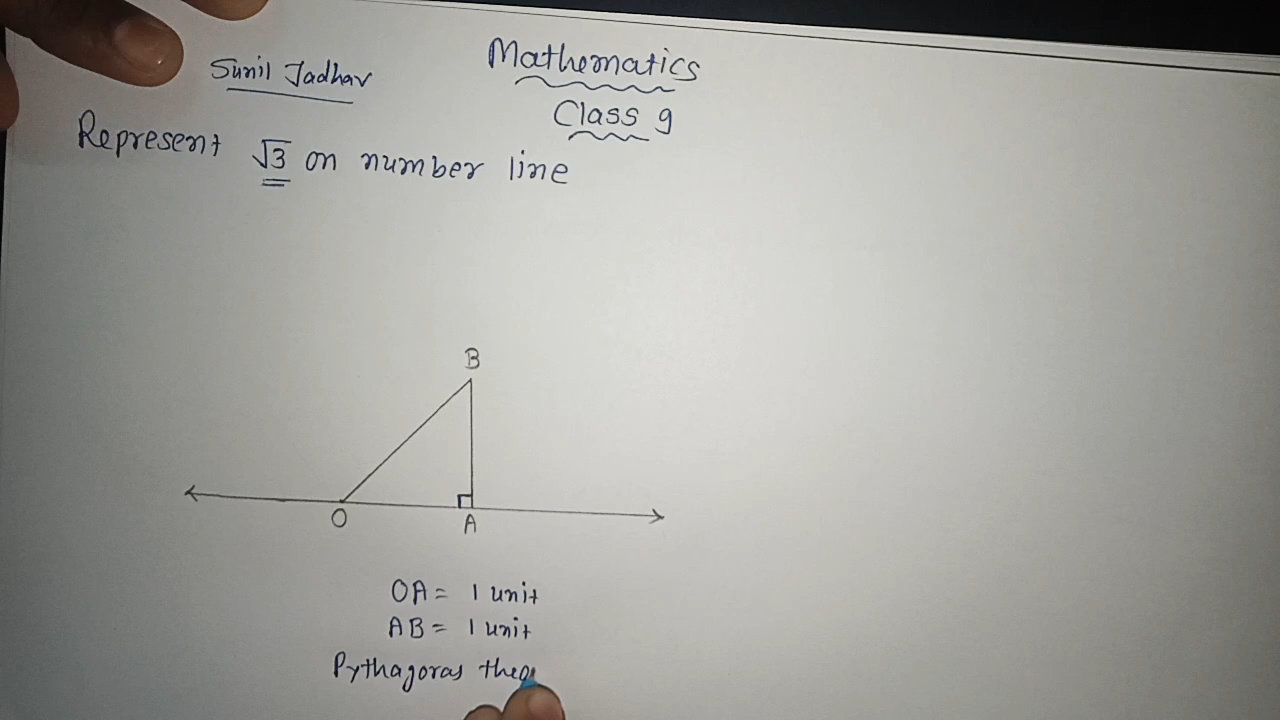 Sunil Jadhav
Mathematics
Class 9
Represent √3 on number line
B
O
A
OA = 1 unit
AB = 1 unit
Pythagoras theo